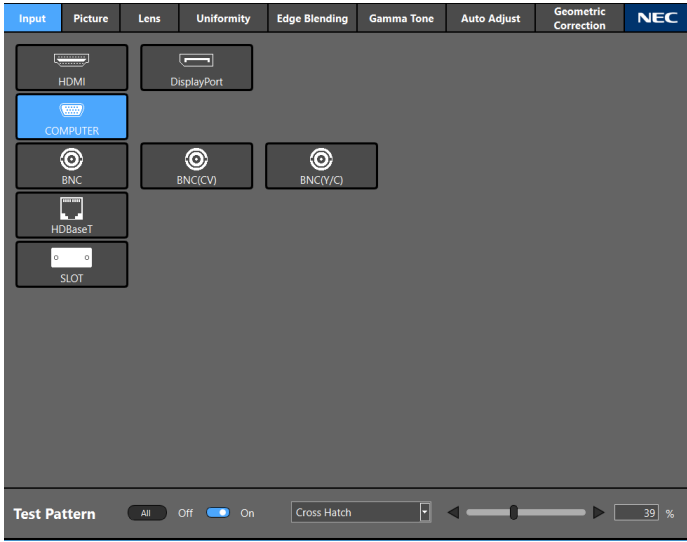 Input Picture Lens Uniformity Edge Blending Gamma Tone Auto Adjust Geometric Correction NEC
HDMI DisplayPort
COMPUTER
BNC BNC(CV) BNC(Y/C)
HDBaseT
SLOT
Test Pattern All Off On Cross Hatch 39 %